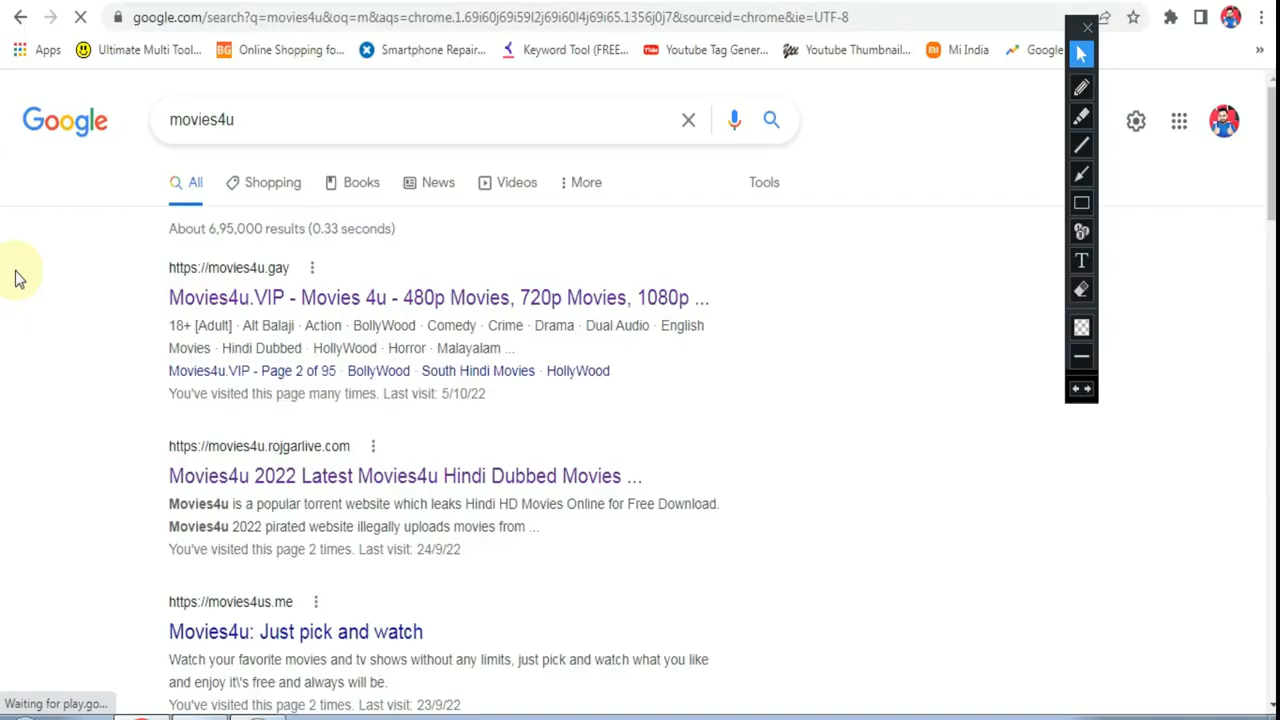 google.com/search?q=movies4u&oq=m&aqs=chrome.1.69i60j69i59l2j69i60l4j69i65.1356j0j7&sourceid=chrome&ie=UTF-8
Apps Ultimate Multi Tool... BG Online Shopping fo... Smartphone Repair... Keyword Tool (FREE... Youtube Tag Gener... Youtube Thumbnail... Mi India Google »
Google movies4u
All Shopping Books News Videos More Tools
About 6,95,000 results (0.33 seconds)
https://movies4u.gay
Movies4u.VIP - Movies 4u - 480p Movies, 720p Movies, 1080p ...
18+ [Adult] · Alt Balaji · Action · BollyWood · Comedy · Crime · Drama · Dual Audio · English
Movies · Hindi Dubbed · HollyWood · Horror · Malayalam ...
Movies4u.VIP - Page 2 of 95 · BollyWood · South Hindi Movies · HollyWood
You've visited this page many times. Last visit: 5/10/22
https://movies4u.rojgarlive.com
Movies4u 2022 Latest Movies4u Hindi Dubbed Movies ...
Movies4u is a popular torrent website which leaks Hindi HD Movies Online for Free Download.
Movies4u 2022 pirated website illegally uploads movies from ...
You've visited this page 2 times. Last visit: 24/9/22
https://movies4us.me
Movies4u: Just pick and watch
Watch your favorite movies and tv shows without any limits, just pick and watch what you like
and enjoy it\'s free and always will be.
You've visited this page 2 times. Last visit: 23/9/22
Waiting for play.go...
T